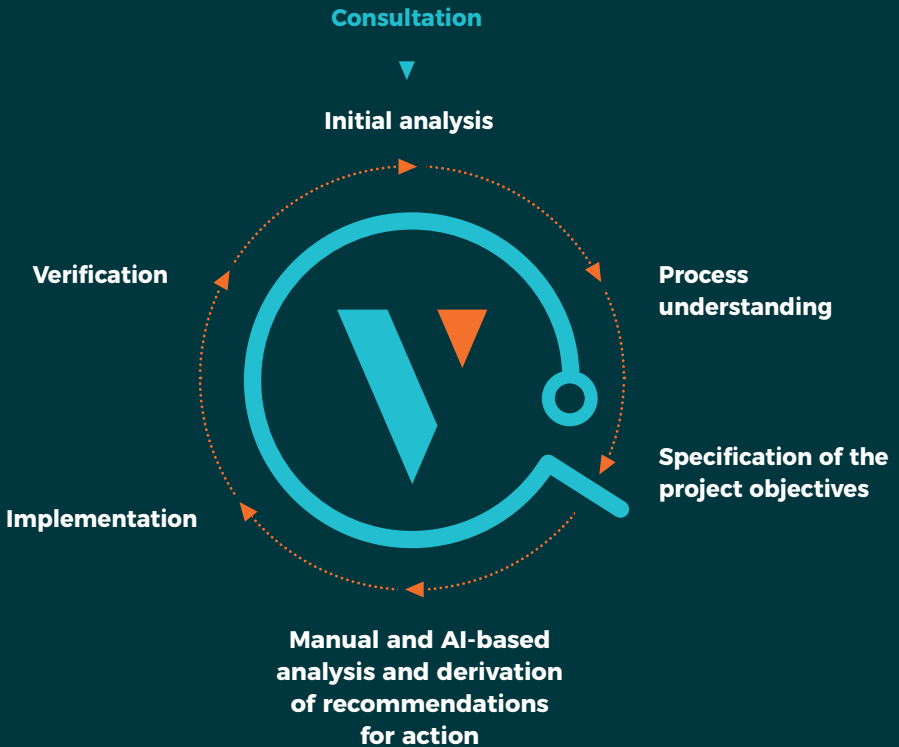 Consultation
Initial analysis
Process
understanding
Specification of the
project objectives
Manual and AI-based
analysis and derivation
of recommendations
for action
Implementation
Verification